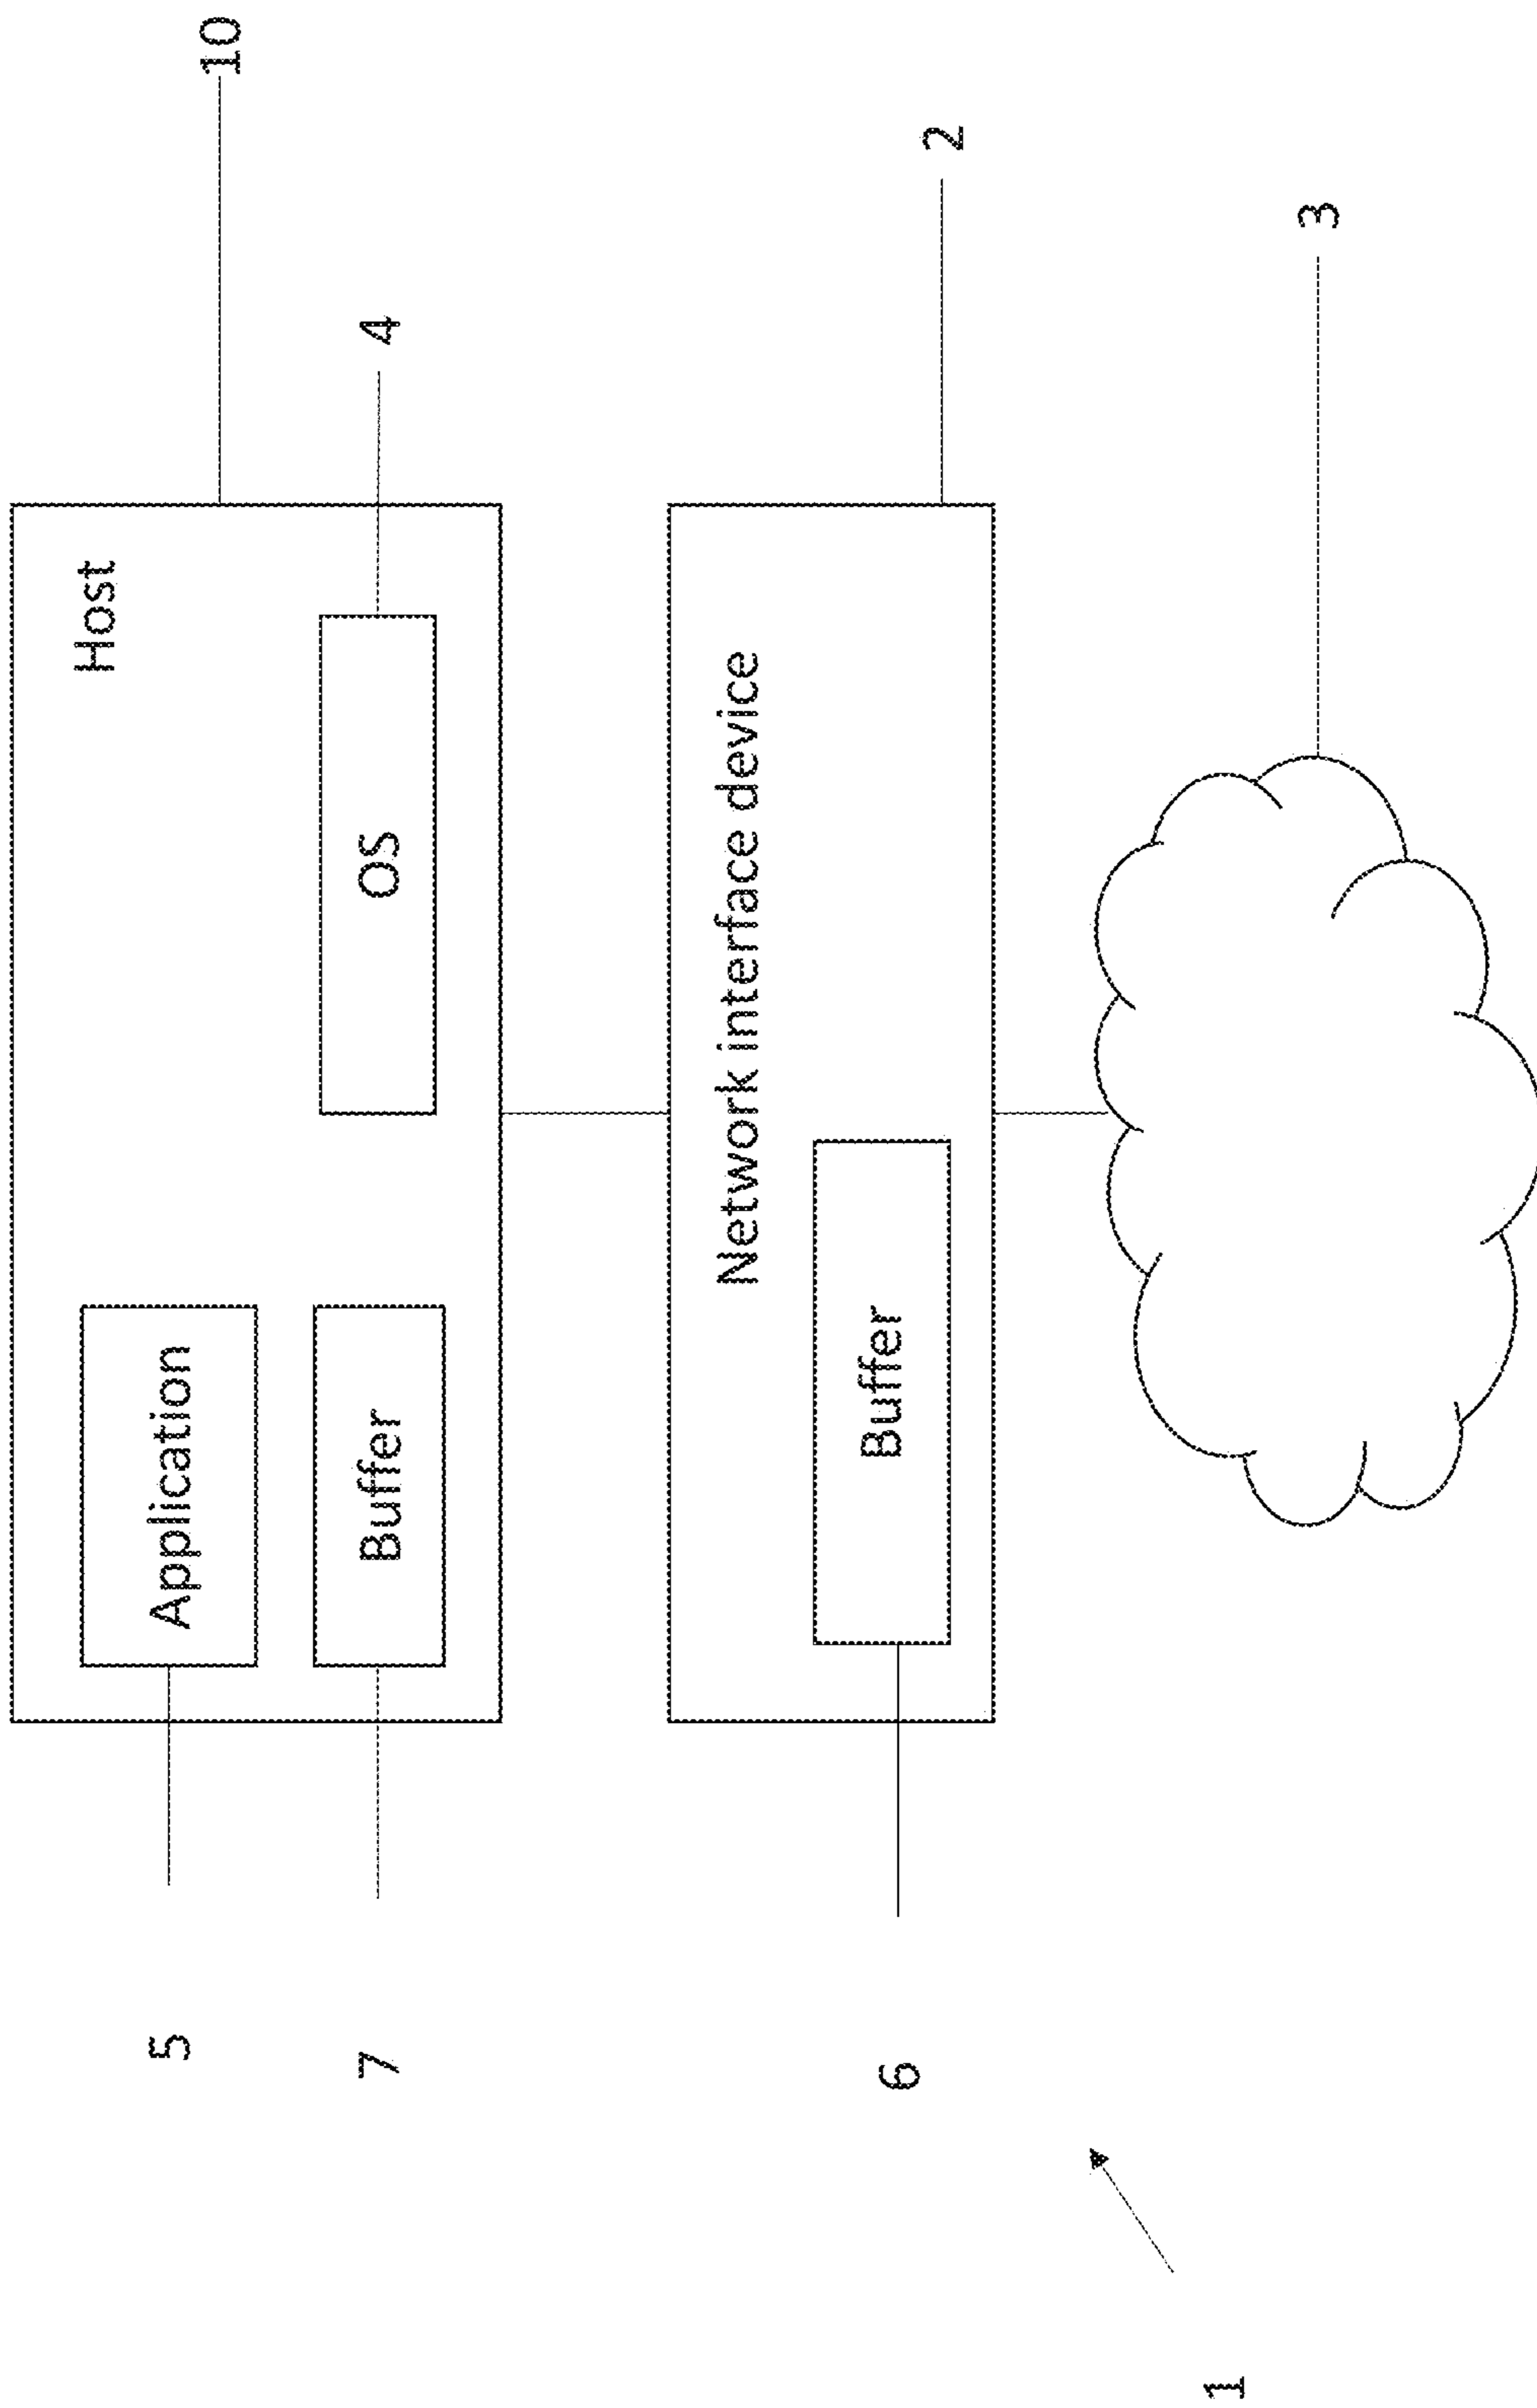 Host
10
Application
5
OS
4
Buffer
7
Network interface device
2
Buffer
6
3
1